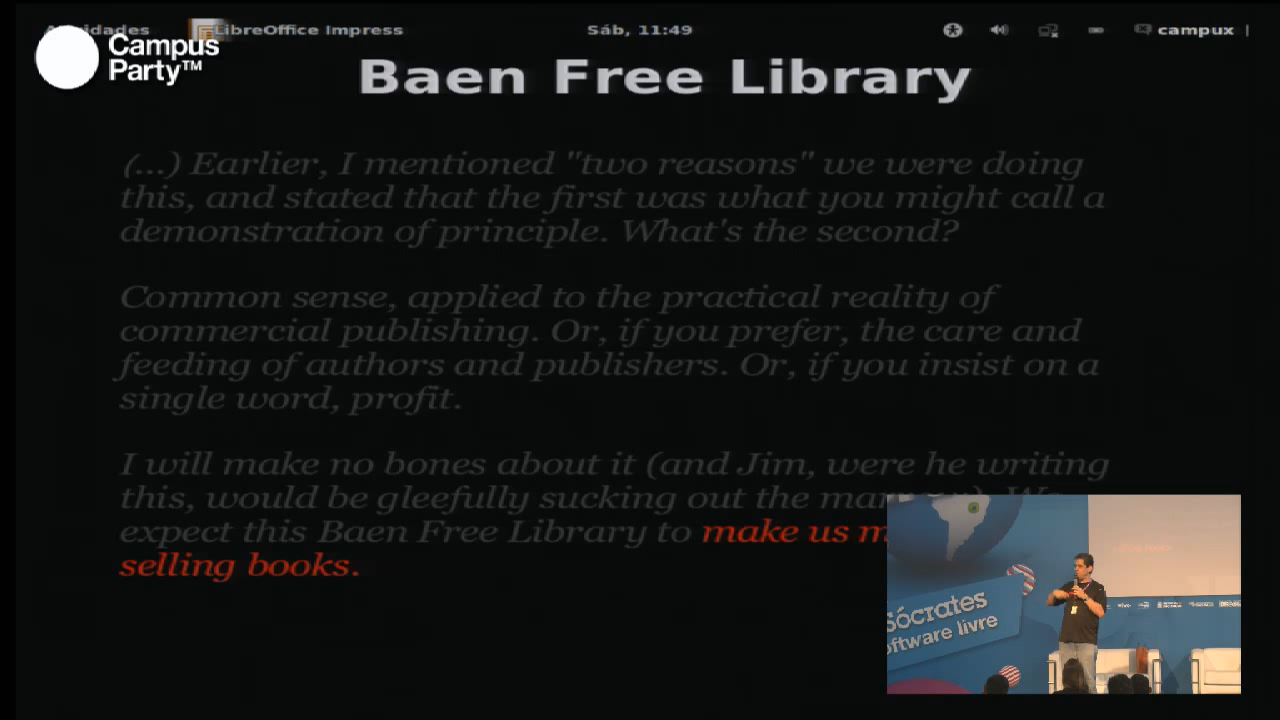 LibreOffice Impress
Sáb, 11:49
campux
Campus
Party™
Baen Free Library
(...) Earlier, I mentioned "two reasons" we were doing
this, and stated that the first was what you might call a
demonstration of principle. What's the second?
Common sense, applied to the practical reality of
commercial publishing. Or, if you prefer, the care and
feeding of authors and publishers. Or, if you insist on a
single word, profit.
I will make no bones about it (and Jim, were he writing
this, would be gleefully sucking out the
expect this Baen Free Library to make us
selling books.
Sócrates
software livre